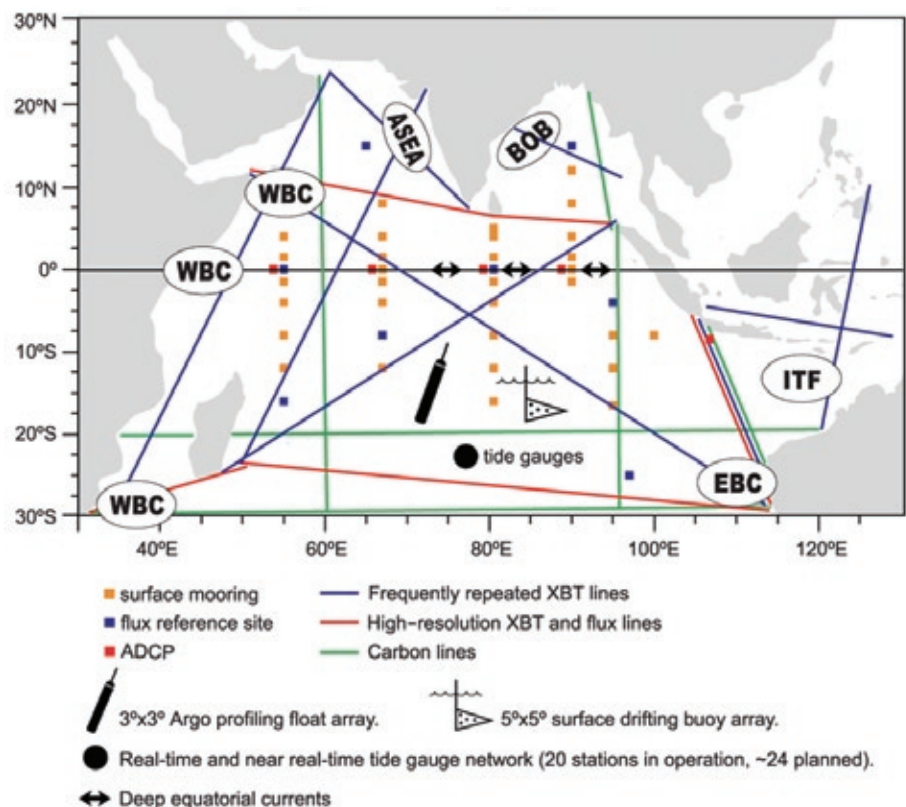 30ºN
20ºN
10ºN
0º
10ºS
20ºS
30ºS
ASEA
BOB
WBC
WBC
ITF
tide gauges
EBC
WBC
40ºE
60ºE
80ºE
100ºE
120ºE
surface mooring
Frequently repeated XBT lines
flux reference site
High-resolution XBT and flux lines
ADCP
Carbon lines
3ºx3º Argo profiling float array.
5ºx5º surface drifting buoy array.
Real-time and near real-time tide gauge network (20 stations in operation, ~24 planned).
Deep equatorial currents